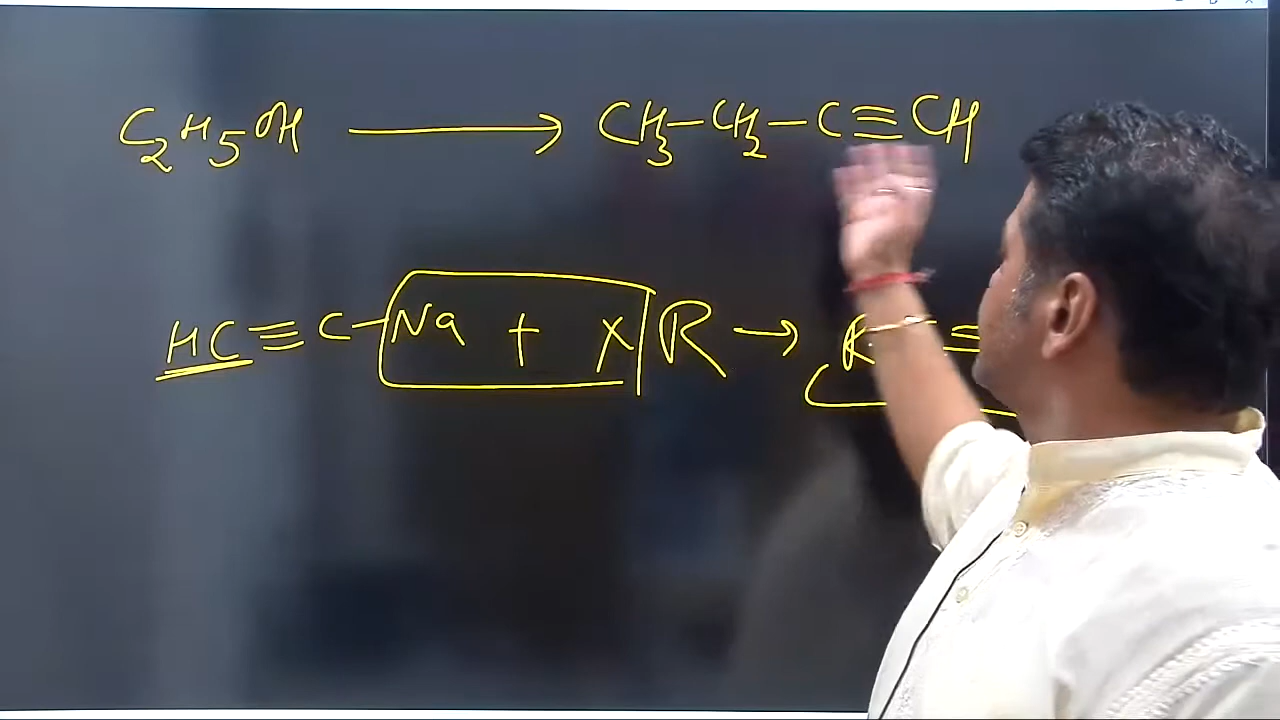 C2H5OH ⟶ CH3-CH2-C≡CH
HC≡C-Na + X R → R ≡